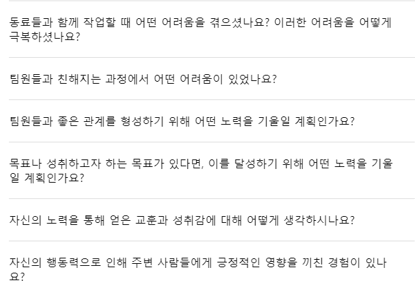 동료들과 함께 작업할 때 어떤 어려움을 겪으셨나요? 이러한 어려움을 어떻게
극복하셨나요?
팀원들과 친해지는 과정에서 어떤 어려움이 있었나요?
팀원들과 좋은 관계를 형성하기 위해 어떤 노력을 기울일 계획인가요?
목표나 성취하고자 하는 목표가 있다면, 이를 달성하기 위해 어떤 노력을 기울
일 계획인가요?
자신의 노력을 통해 얻은 교훈과 성취감에 대해 어떻게 생각하시나요?
자신의 행동력으로 인해 주변 사람들에게 긍정적인 영향을 끼친 경험이 있나
요?